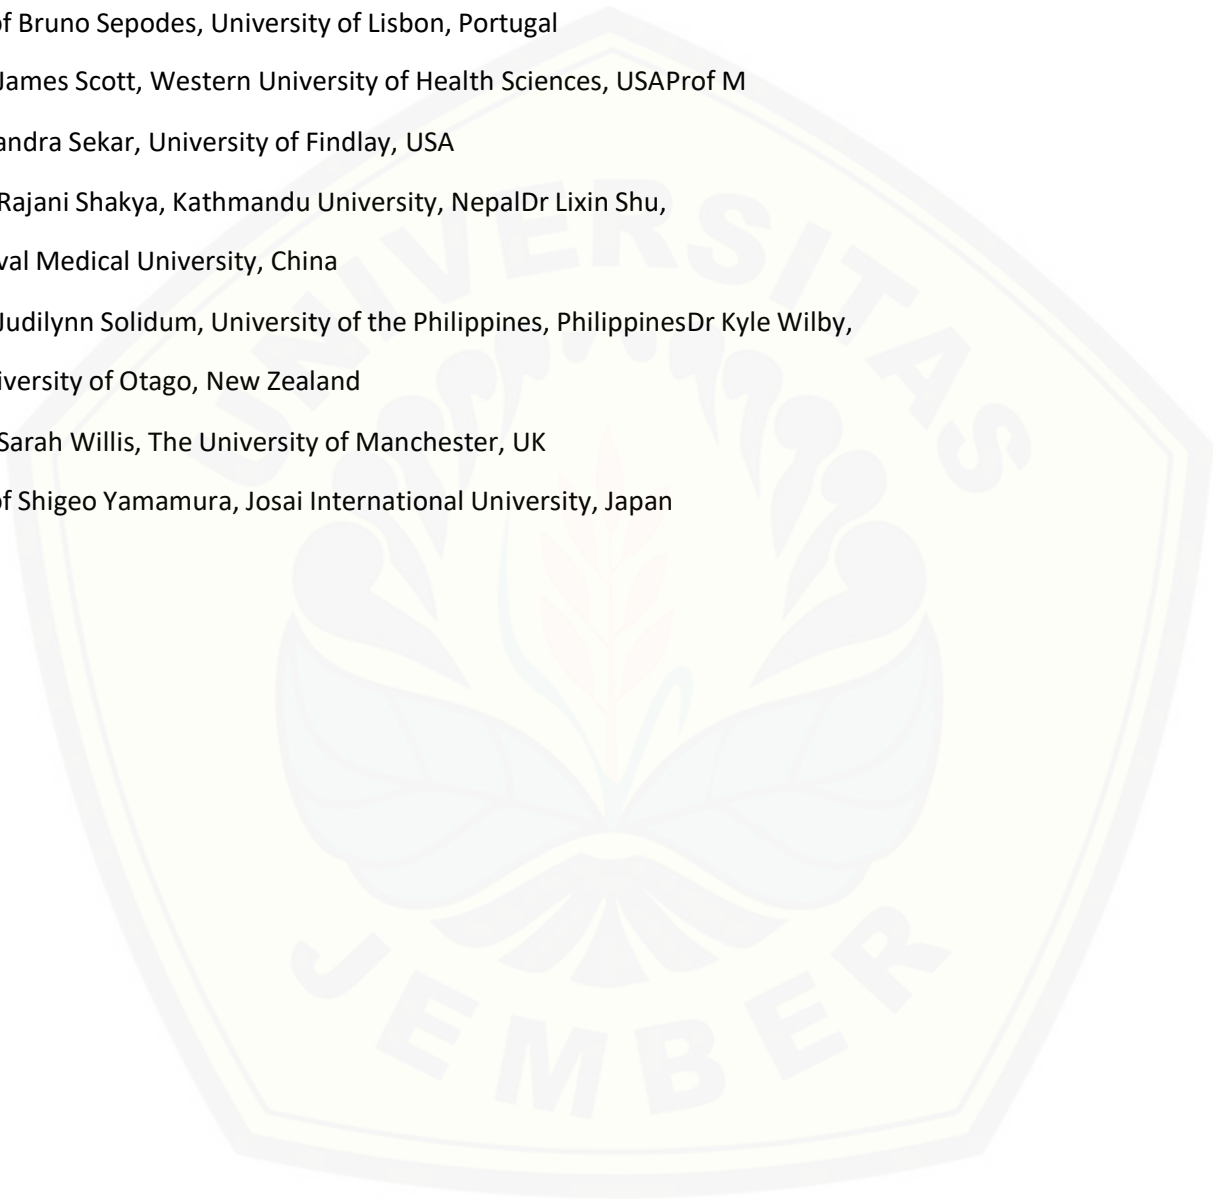 of Bruno Sepodes, University of Lisbon, Portugal
James Scott, Western University of Health Sciences, USAProf M
andra Sekar, University of Findlay, USA
Rajani Shakya, Kathmandu University, NepalDr Lixin Shu,
val Medical University, China
Judilynn Solidum, University of the Philippines, PhilippinesDr Kyle Wilby,
iversity of Otago, New Zealand
Sarah Willis, The University of Manchester, UK
of Shigeo Yamamura, Josai International University, Japan
UNIVERSITAS
JEMBER